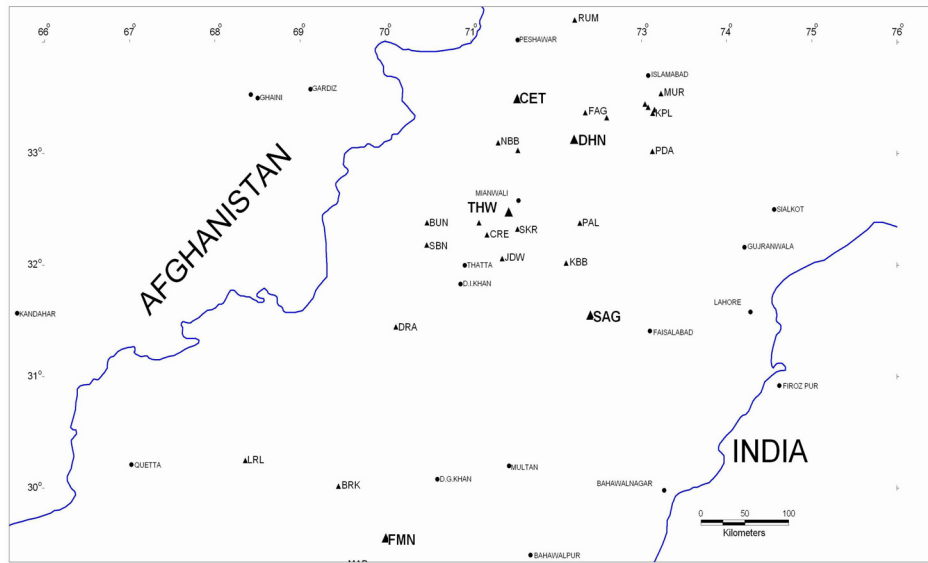 66 67 68 69 70 71 72 73 74 75 76
RUM
PESHAWAR
ISLAMABAD
GARDIZ
GHAINI
CET
MUR
FAG
KPL
33°
NBB
DHN
PDA
AFGHANISTAN
MIANWALI
THW
SIALKOT
BUN
CRE
SKR
PAL
SBN
GUJRANWALA
32°
THATTA
JDW
KBB
D.I.KHAN
KANDAHAR
LAHORE
DRA
SAG
FAISALABAD
31°
FIROZ PUR
INDIA
LRL
QUETTA
MULTAN
30°
BRK
D.G.KHAN
BAHAWALNAGAR
0 50 100
Kilometers
FMN
BAHAWALPUR